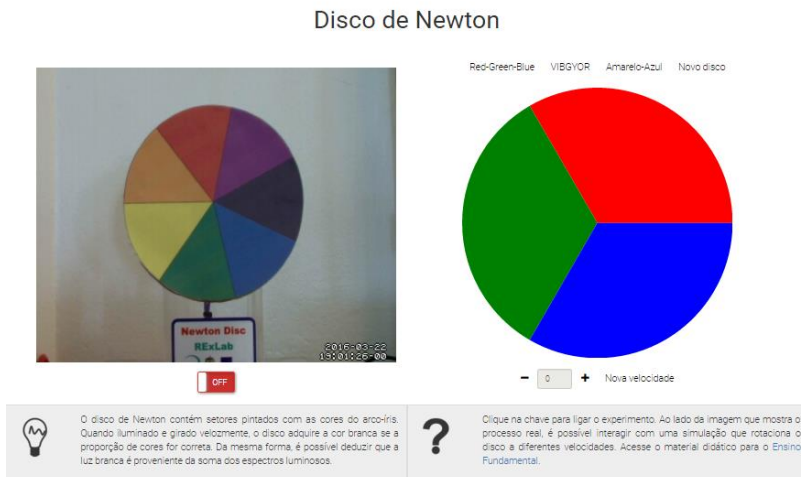 Disco de Newton
Red-Green-Blue VIBGYOR Amarelo-Azul Novo disco
Newton Disc
RExLab
2016-03-22
19:01:26-00
OFF
− 0 + Nova velocidade
O disco de Newton contém setores pintados com as cores do arco-íris.
Quando iluminado e girado velozmente, o disco adquire a cor branca se a
proporção de cores for correta. Da mesma forma, é possível deduzir que a
luz branca é proveniente da soma dos espectros luminosos.
?
Clique na chave para ligar o experimento. Ao lado da imagem que mostra o
processo real, é possível interagir com uma simulação que rotaciona o
disco a diferentes velocidades. Acesse o material didático para o Ensino
Fundamental.